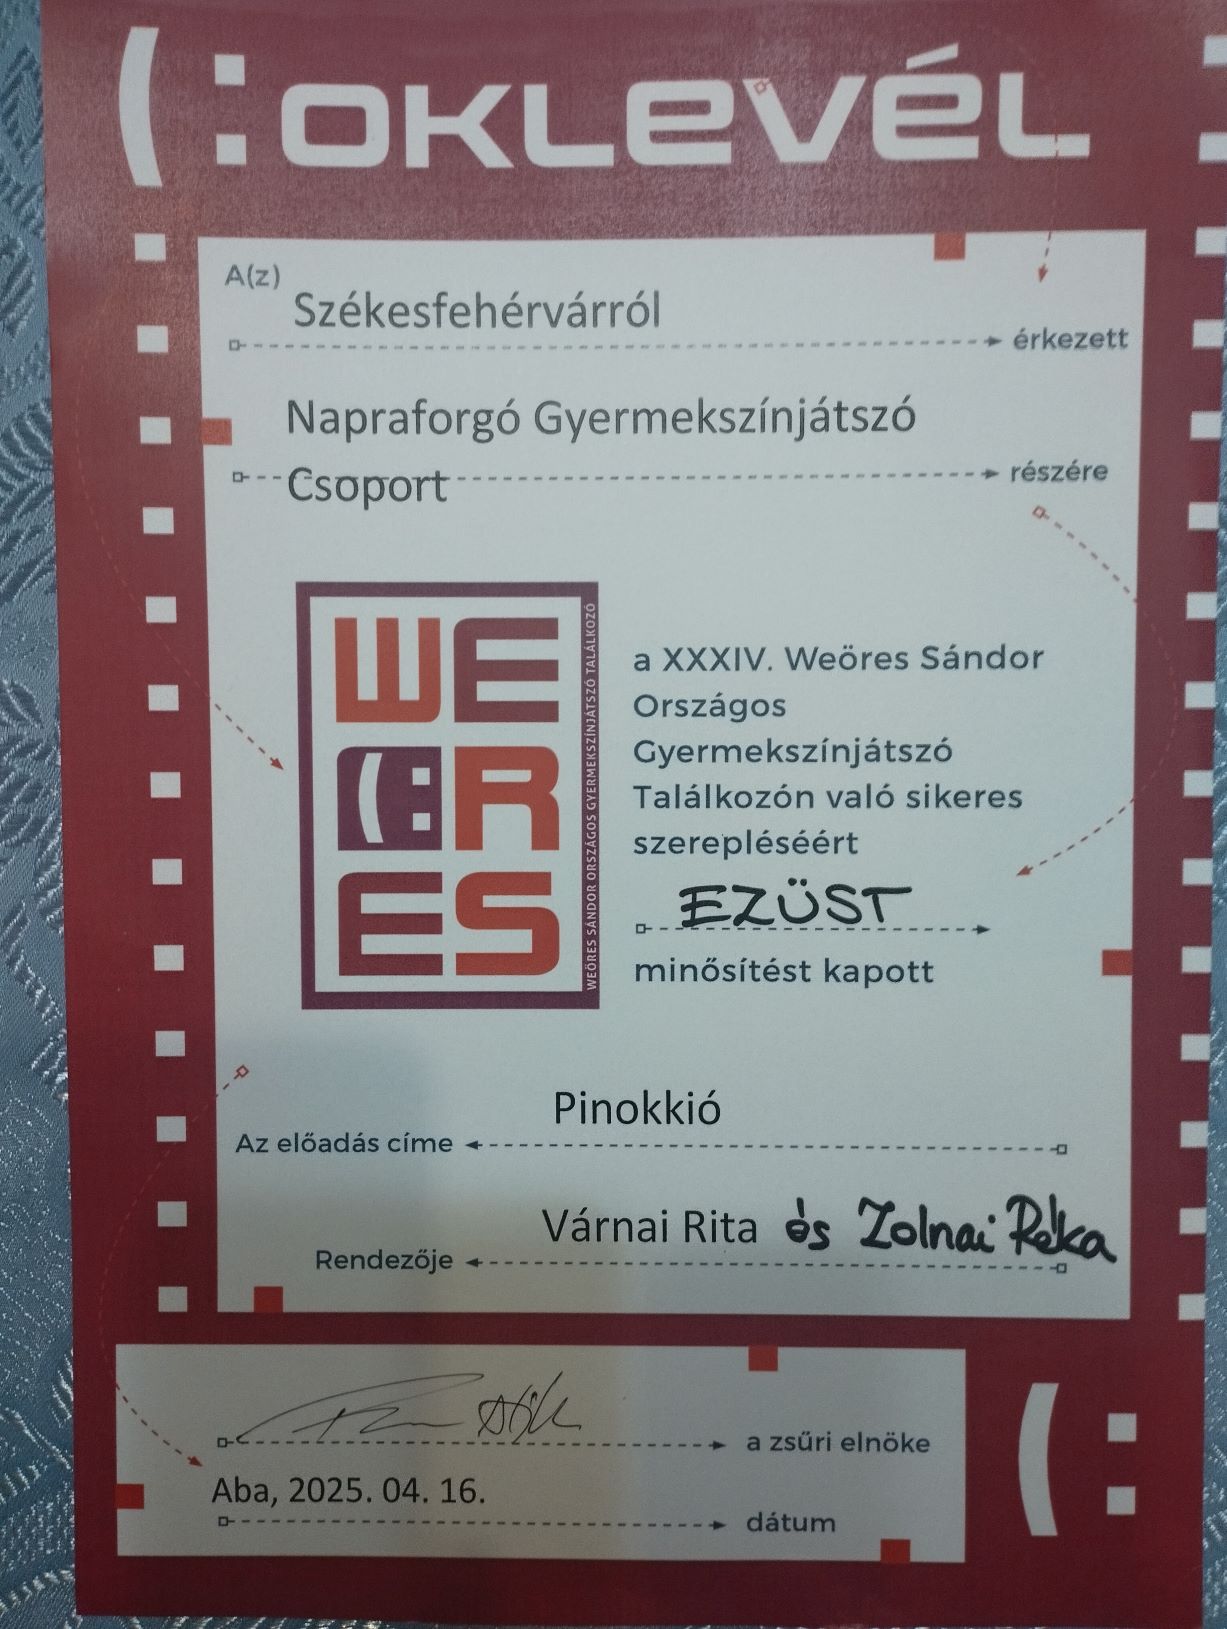 (: OKLEVÉL
A(z) Székesfehérvárról
érkezett
Napraforgó Gyermekszínjátszó
Csoport
részére
WE
(:R
ES
WEÖRES SÁNDOR ORSZÁGOS GYERMEKSZÍNJÁTSZÓ TALÁLKOZÓ
a XXXIV. Weöres Sándor
Országos
Gyermekszínjátszó
Találkozón való sikeres
szerepléséért
EZÜST
minősítést kapott
Pinokkió
Az előadás címe
Várnai Rita és Zolnai Réka
Rendezője
a zsűri elnöke
Aba, 2025. 04. 16.
dátum
(: